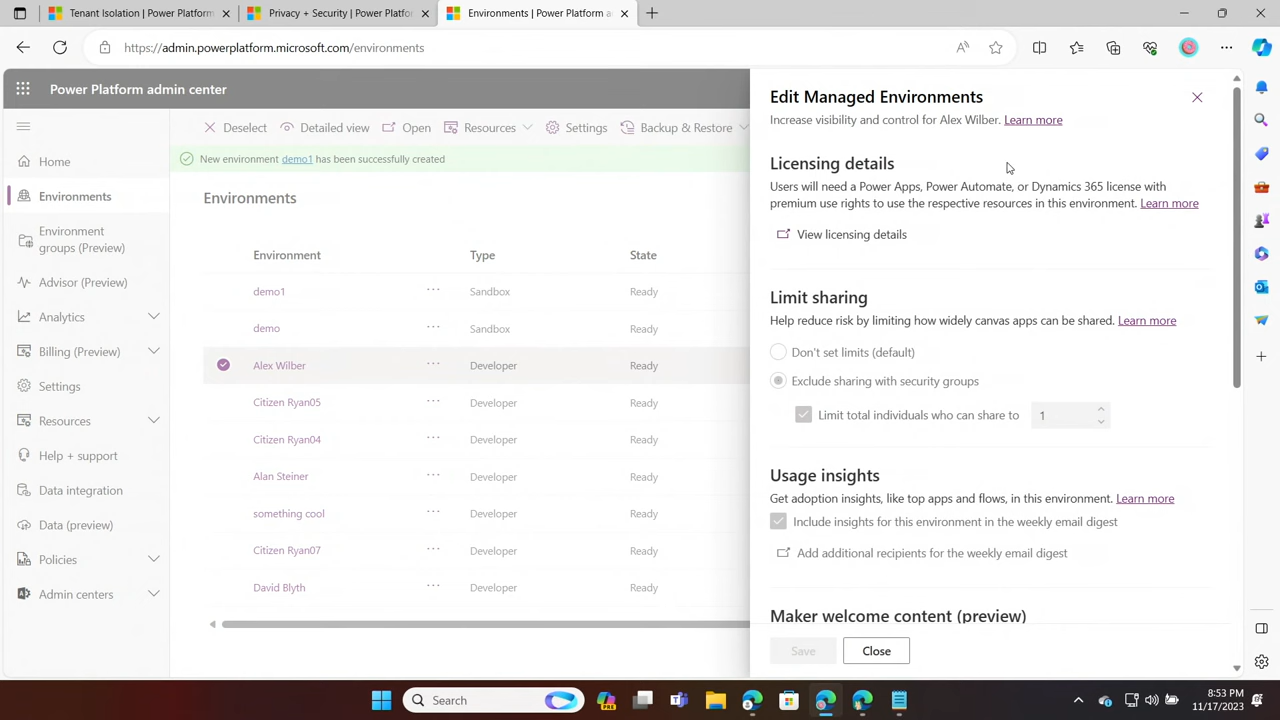 Tenant Isolation | Power Platform
Privacy + Security | Power Platfo
Environments | Power Platform a
https://admin.powerplatform.microsoft.com/environments
Power Platform admin center
Home
Environments
Environment
groups (Preview)
Advisor (Preview)
Analytics
Billing (Preview)
Settings
Resources
Help + support
Data integration
Data (preview)
Policies
Admin centers
Deselect
Detailed view
Open
Resources
Settings
Backup & Restore
New environment demo1 has been successfully created
Environments
Environment Type State
demo1 ... Sandbox Ready
demo ... Sandbox Ready
Alex Wilber ... Developer Ready
Citizen Ryan05 ... Developer Ready
Citizen Ryan04 ... Developer Ready
Alan Steiner ... Developer Ready
something cool ... Developer Ready
Citizen Ryan07 ... Developer Ready
David Blyth ... Developer Ready
Edit Managed Environments
Increase visibility and control for Alex Wilber. Learn more
Licensing details
Users will need a Power Apps, Power Automate, or Dynamics 365 license with
premium use rights to use the respective resources in this environment. Learn more
View licensing details
Limit sharing
Help reduce risk by limiting how widely canvas apps can be shared. Learn more
Don't set limits (default)
Exclude sharing with security groups
Limit total individuals who can share to 1
Usage insights
Get adoption insights, like top apps and flows, in this environment. Learn more
Include insights for this environment in the weekly email digest
Add additional recipients for the weekly email digest
Maker welcome content (preview)
Save
Close
Search
PRE
8:53 PM
11/17/2023